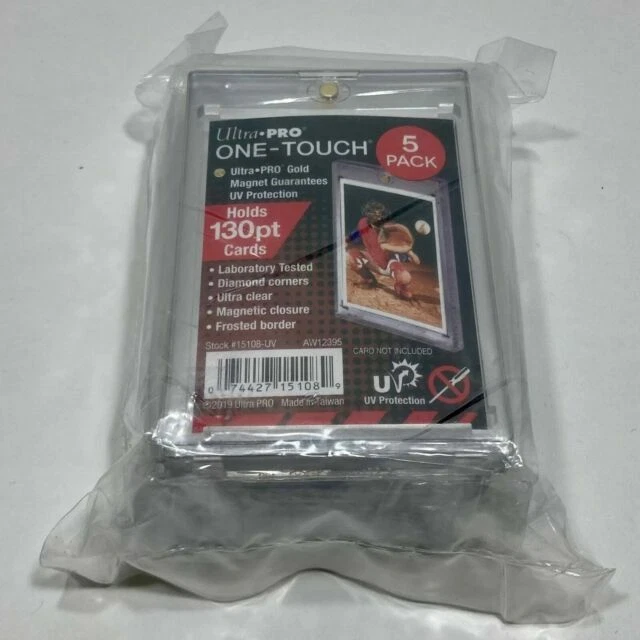 Ultra•PRO®
ONE-TOUCH®
5
PACK
Ultra•PRO® Gold
Magnet Guarantees
UV Protection
Holds
130pt
Cards
• Laboratory Tested
• Diamond corners
• Ultra clear
• Magnetic closure
• Frosted border
Stock #15108-UV AW12395
CARD NOT INCLUDED
0 74427 15108 9
UV
UV Protection
©2019 Ultra PRO Made in Taiwan